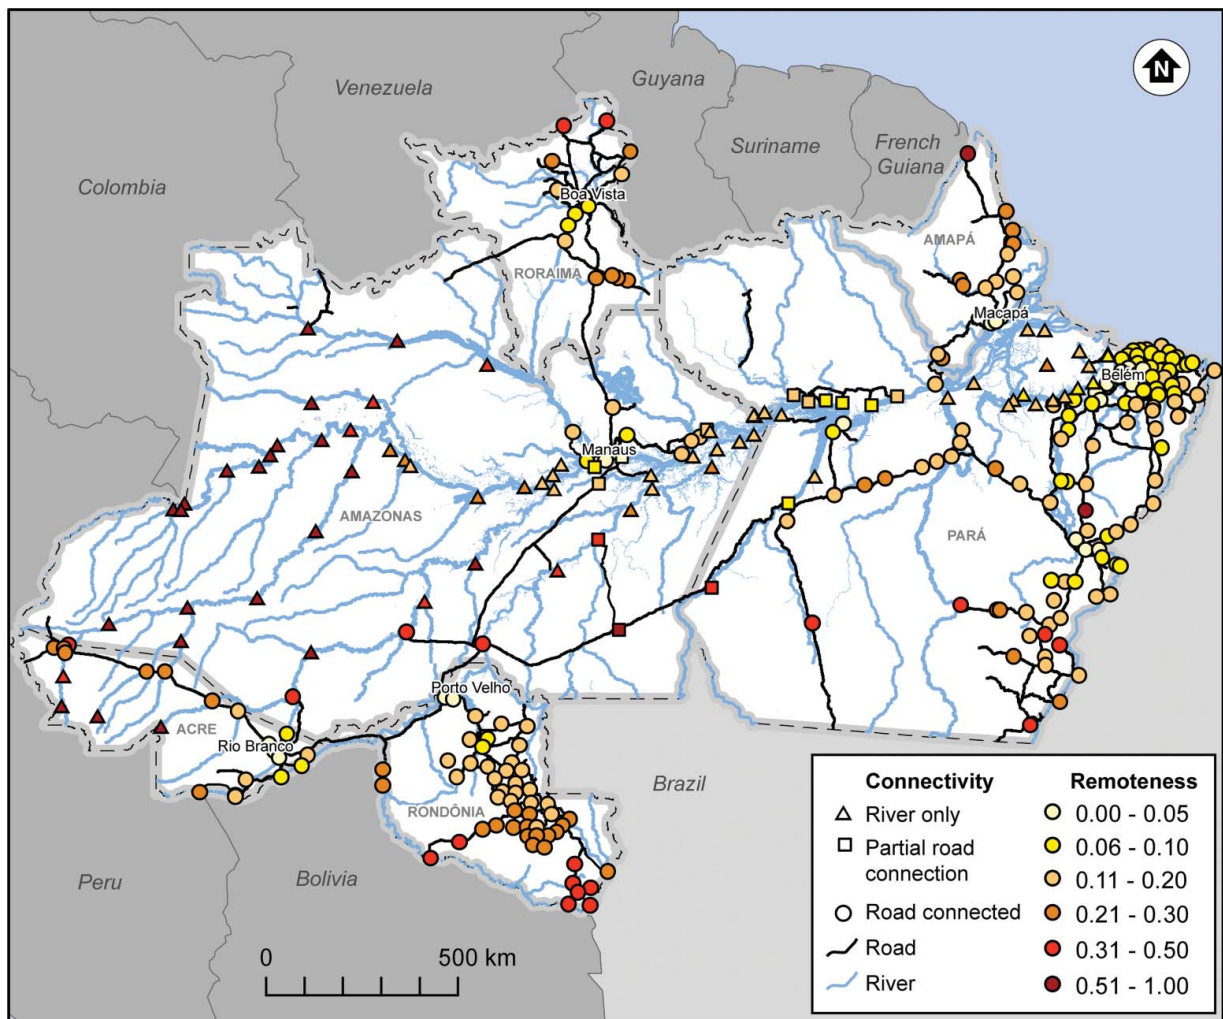 Venezuela
Guyana
N
Suriname
French
Guiana
Colombia
Boa Vista
AMAPÁ
RORAIMA
Macapá
Belém
Manaus
AMAZONAS
PARÁ
Porto Velho
ACRE
Rio Branco
RONDÔNIA
Brazil
Peru
Bolivia
0 500 km
Connectivity Remoteness
River only 0.00 - 0.05
Partial road 0.06 - 0.10
connection 0.11 - 0.20
Road connected 0.21 - 0.30
Road 0.31 - 0.50
River 0.51 - 1.00